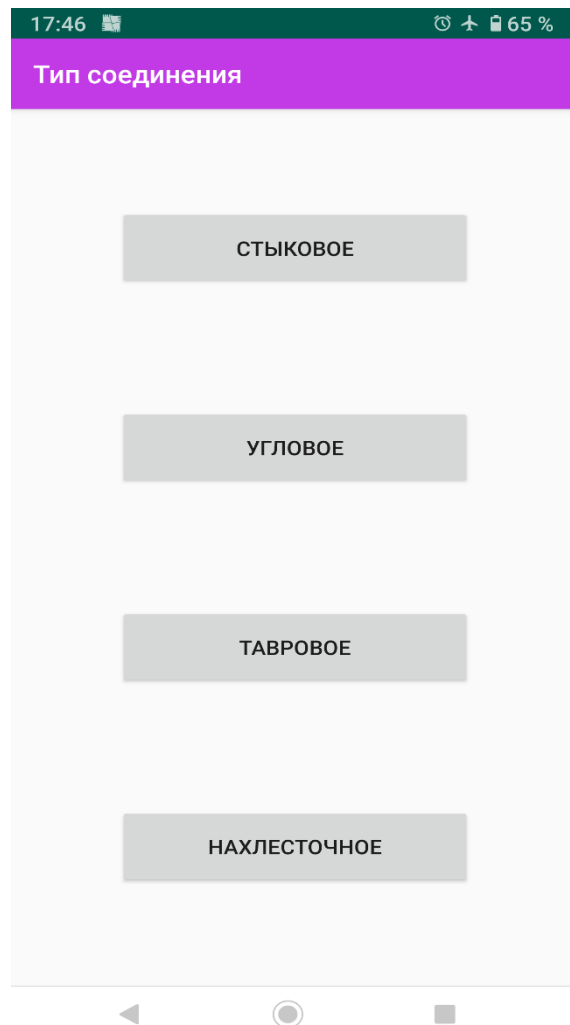 17:46 65 %
Тип соединения
СТЫКОВОЕ
УГЛОВОЕ
ТАВРОВОЕ
НАХЛЕСТОЧНОЕ